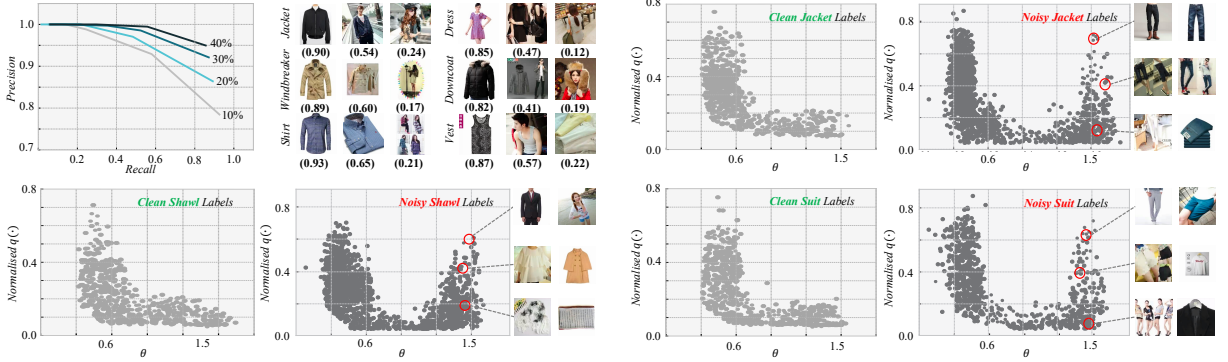 1.0
0.9
0.8
0.7
Precision
40%
30%
20%
10%
0.2
0.4
0.6
0.8
1.0
Recall
Jacket
(0.90)
(0.54)
(0.24)
Dress
(0.85)
(0.47)
(0.12)
Windbreaker
(0.89)
(0.60)
(0.17)
Downcoat
(0.82)
(0.41)
(0.19)
Shirt
(0.93)
(0.65)
(0.21)
Vest
(0.87)
(0.57)
(0.22)
Clean Jacket Labels
Normalised q(·)
0.8
0.4
0.0
0.6
1.5
θ
Noisy Jacket Labels
Normalised q(·)
0.8
0.4
0.0
0.6
1.5
θ
Clean Shawl Labels
Normalised q(·)
0.8
0.4
0.0
0.6
1.5
θ
Noisy Shawl Labels
Normalised q(·)
0.8
0.4
0.0
0.6
1.5
θ
Clean Suit Labels
Normalised q(·)
0.8
0.4
0.0
0.6
1.5
θ
Noisy Suit Labels
Normalised q(·)
0.8
0.4
0.0
0.6
1.5
θ